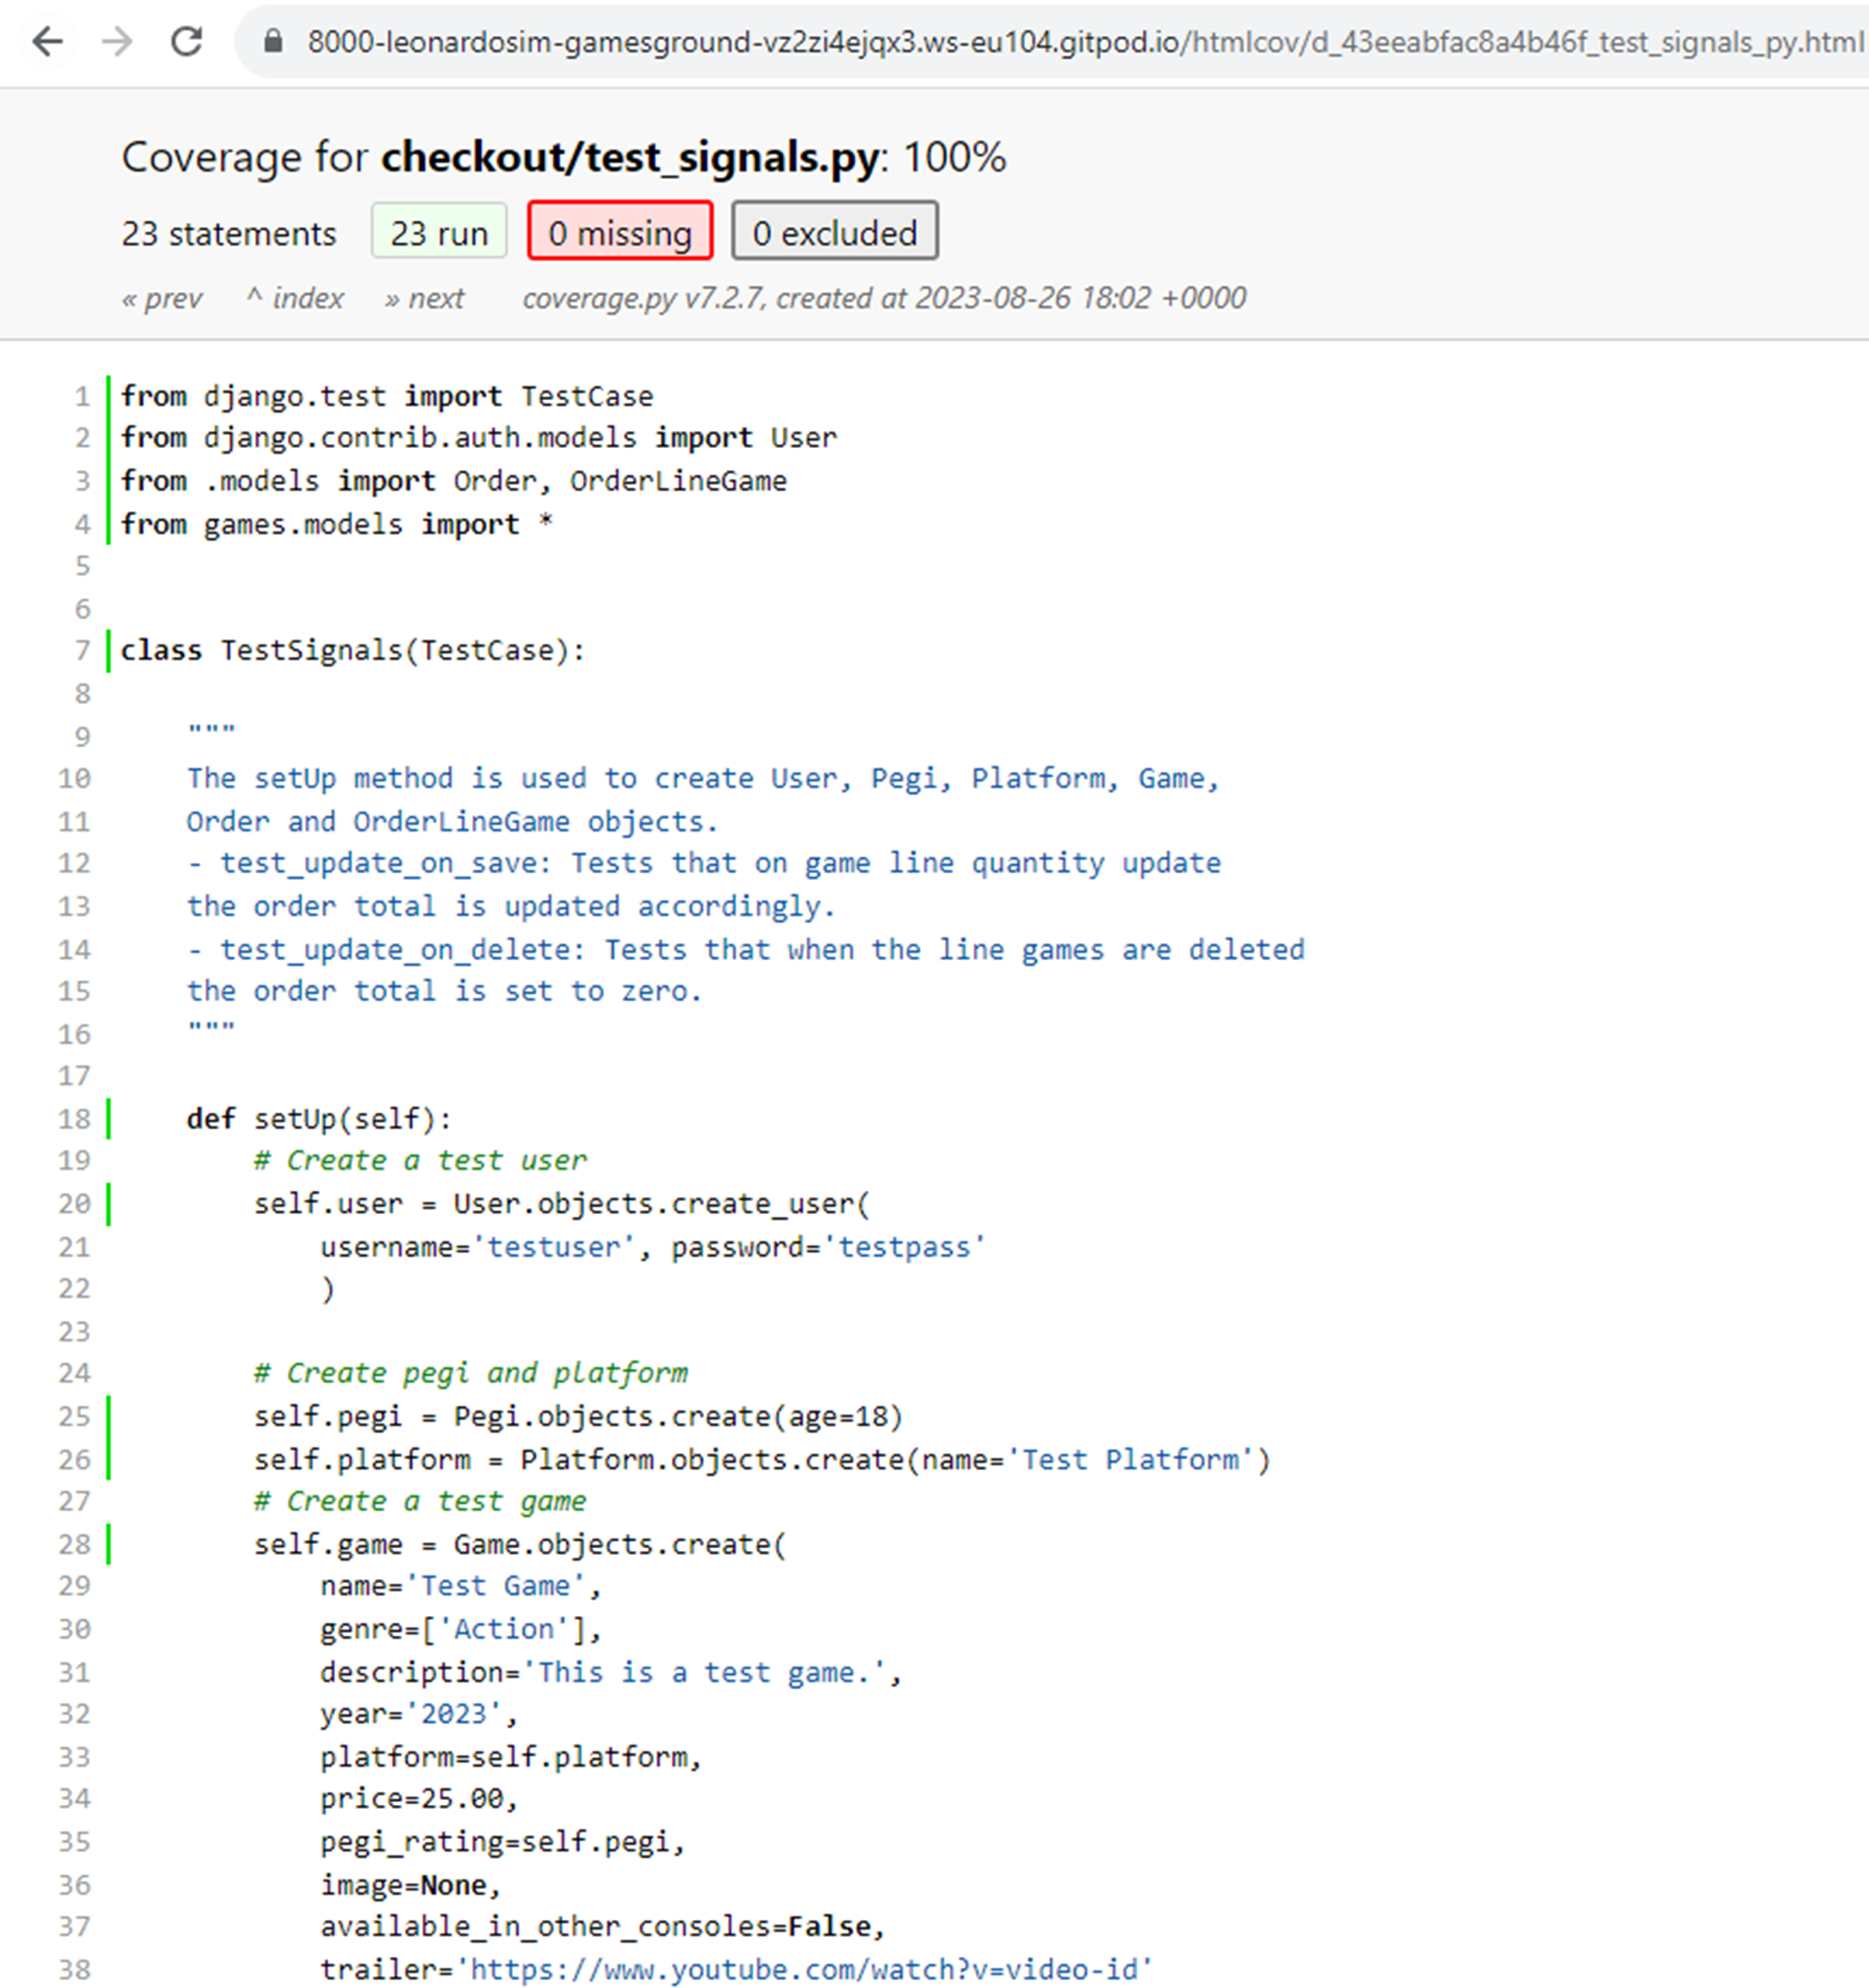 8000-leonardosim-gamesground-vz2zi4ejqx3.ws-eu104.gitpod.io/htmlcov/d_43eeabfac8a4b46f_test_signals_py.html
Coverage for checkout/test_signals.py: 100%
23 statements 23 run 0 missing 0 excluded
« prev ^ index » next coverage.py v7.2.7, created at 2023-08-26 18:02 +0000
1 from django.test import TestCase
2 from django.contrib.auth.models import User
3 from .models import Order, OrderLineGame
4 from games.models import *
5
6
7 class TestSignals(TestCase):
8
9     """
10     The setUp method is used to create User, Pegi, Platform, Game,
11     Order and OrderLineGame objects.
12     - test_update_on_save: Tests that on game line quantity update
13     the order total is updated accordingly.
14     - test_update_on_delete: Tests that when the line games are deleted
15     the order total is set to zero.
16     """
17
18     def setUp(self):
19         # Create a test user
20         self.user = User.objects.create_user(
21             username='testuser', password='testpass'
22             )
23
24         # Create pegi and platform
25         self.pegi = Pegi.objects.create(age=18)
26         self.platform = Platform.objects.create(name='Test Platform')
27         # Create a test game
28         self.game = Game.objects.create(
29             name='Test Game',
30             genre=['Action'],
31             description='This is a test game.',
32             year='2023',
33             platform=self.platform,
34             price=25.00,
35             pegi_rating=self.pegi,
36             image=None,
37             available_in_other_consoles=False,
38             trailer='https://www.youtube.com/watch?v=video-id'